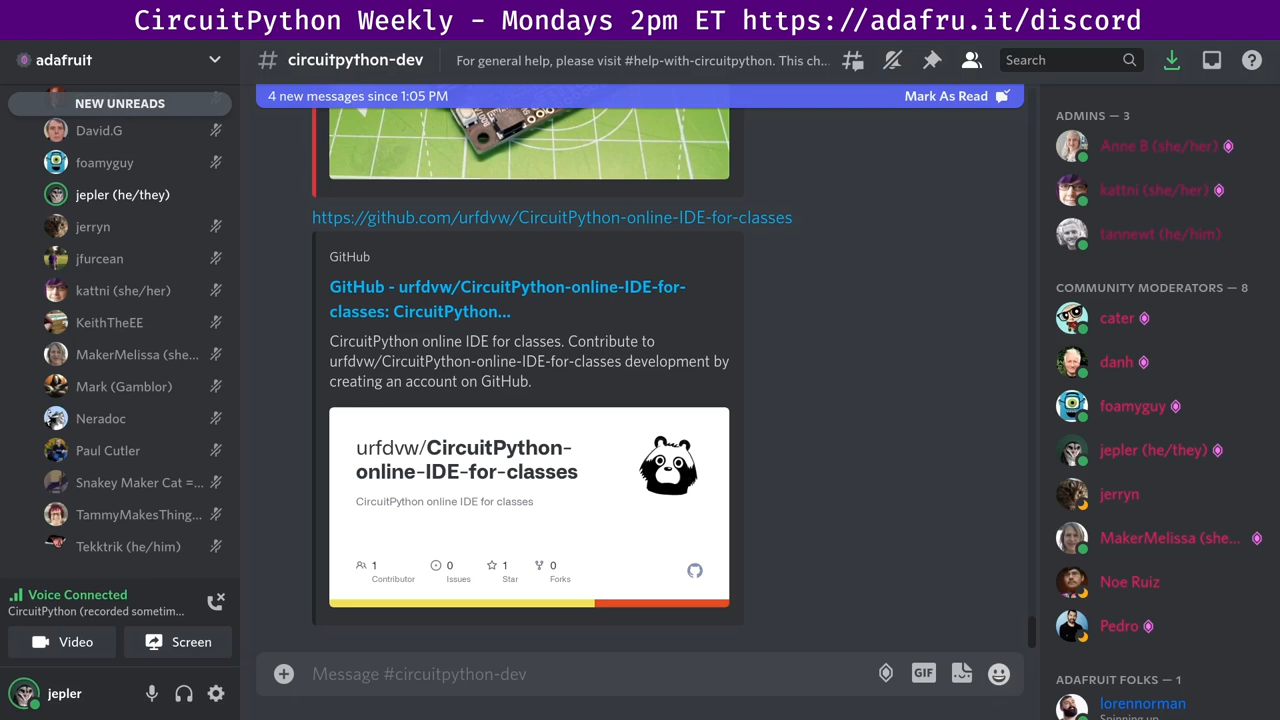 CircuitPython Weekly - Mondays 2pm ET https://adafru.it/discord
adafruit
NEW UNREADS
David.G
foamyguy
jepler (he/they)
jerryn
jfurcean
kattni (she/her)
KeithTheEE
MakerMelissa (she...
Mark (Gamblor)
Neradoc
Paul Cutler
Snakey Maker Cat =...
TammyMakesThing...
Tekktrik (he/him)
Voice Connected
CircuitPython (recorded sometim...
Video
Screen
jepler
# circuitpython-dev
For general help, please visit #help-with-circuitpython. This ch...
Search
4 new messages since 1:05 PM
Mark As Read
https://github.com/urfdvw/CircuitPython-online-IDE-for-classes
GitHub
GitHub - urfdvw/CircuitPython-online-IDE-for-
classes: CircuitPython...
CircuitPython online IDE for classes. Contribute to
urfdvw/CircuitPython-online-IDE-for-classes development by
creating an account on GitHub.
urfdvw/CircuitPython-
online-IDE-for-classes
CircuitPython online IDE for classes
1
Contributor
0
Issues
1
Star
0
Forks
Message #circuitpython-dev
GIF
ADMINS — 3
Anne B (she/her)
kattni (she/her)
tannewt (he/him)
COMMUNITY MODERATORS — 8
cater
danh
foamyguy
jepler (he/they)
jerryn
MakerMelissa (she...
Noe Ruiz
Pedro
ADAFRUIT FOLKS — 1
lorennorman
Spinning up